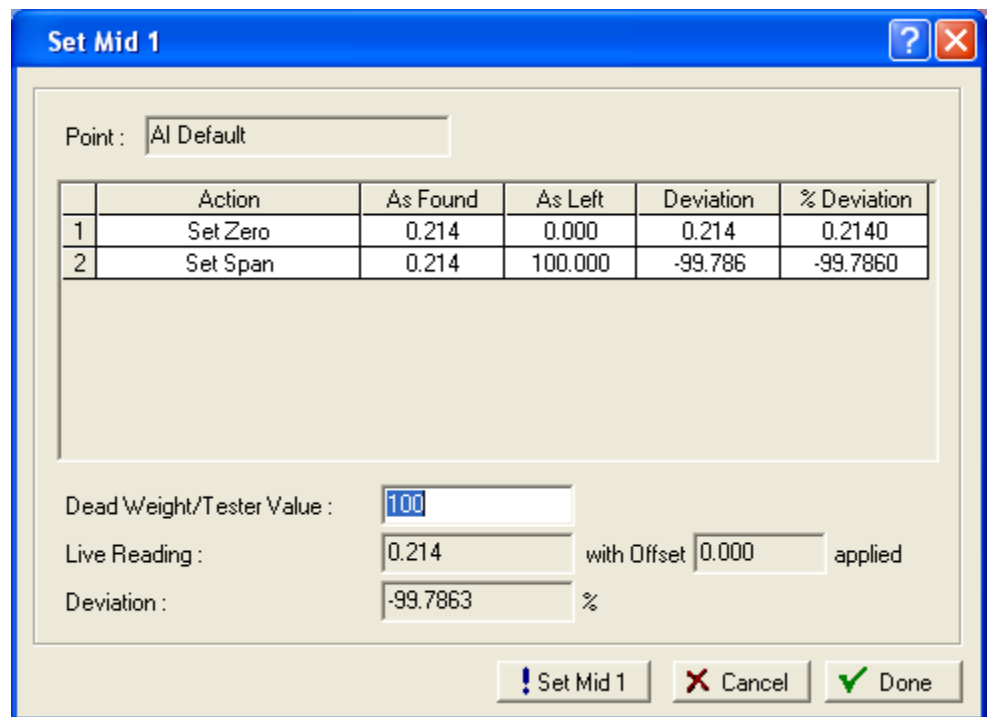 Set Mid 1
Point : AI Default
Action As Found As Left Deviation % Deviation
1 Set Zero 0.214 0.000 0.214 0.2140
2 Set Span 0.214 100.000 -99.786 -99.7860
Dead Weight/Tester Value : 100
Live Reading : 0.214 with Offset 0.000 applied
Deviation : -99.7863 %
! Set Mid 1 Cancel Done